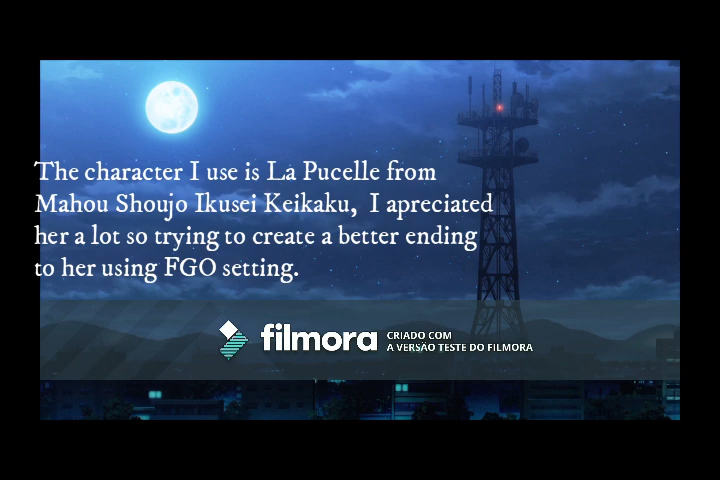 The character I use is La Pucelle from
Mahou Shoujo Ikusei Keikaku,  I apreciated
her a lot so trying to create a better ending
to her using FGO setting.
filmora
CRIADO COM
A VERSÃO TESTE DO FILMORA